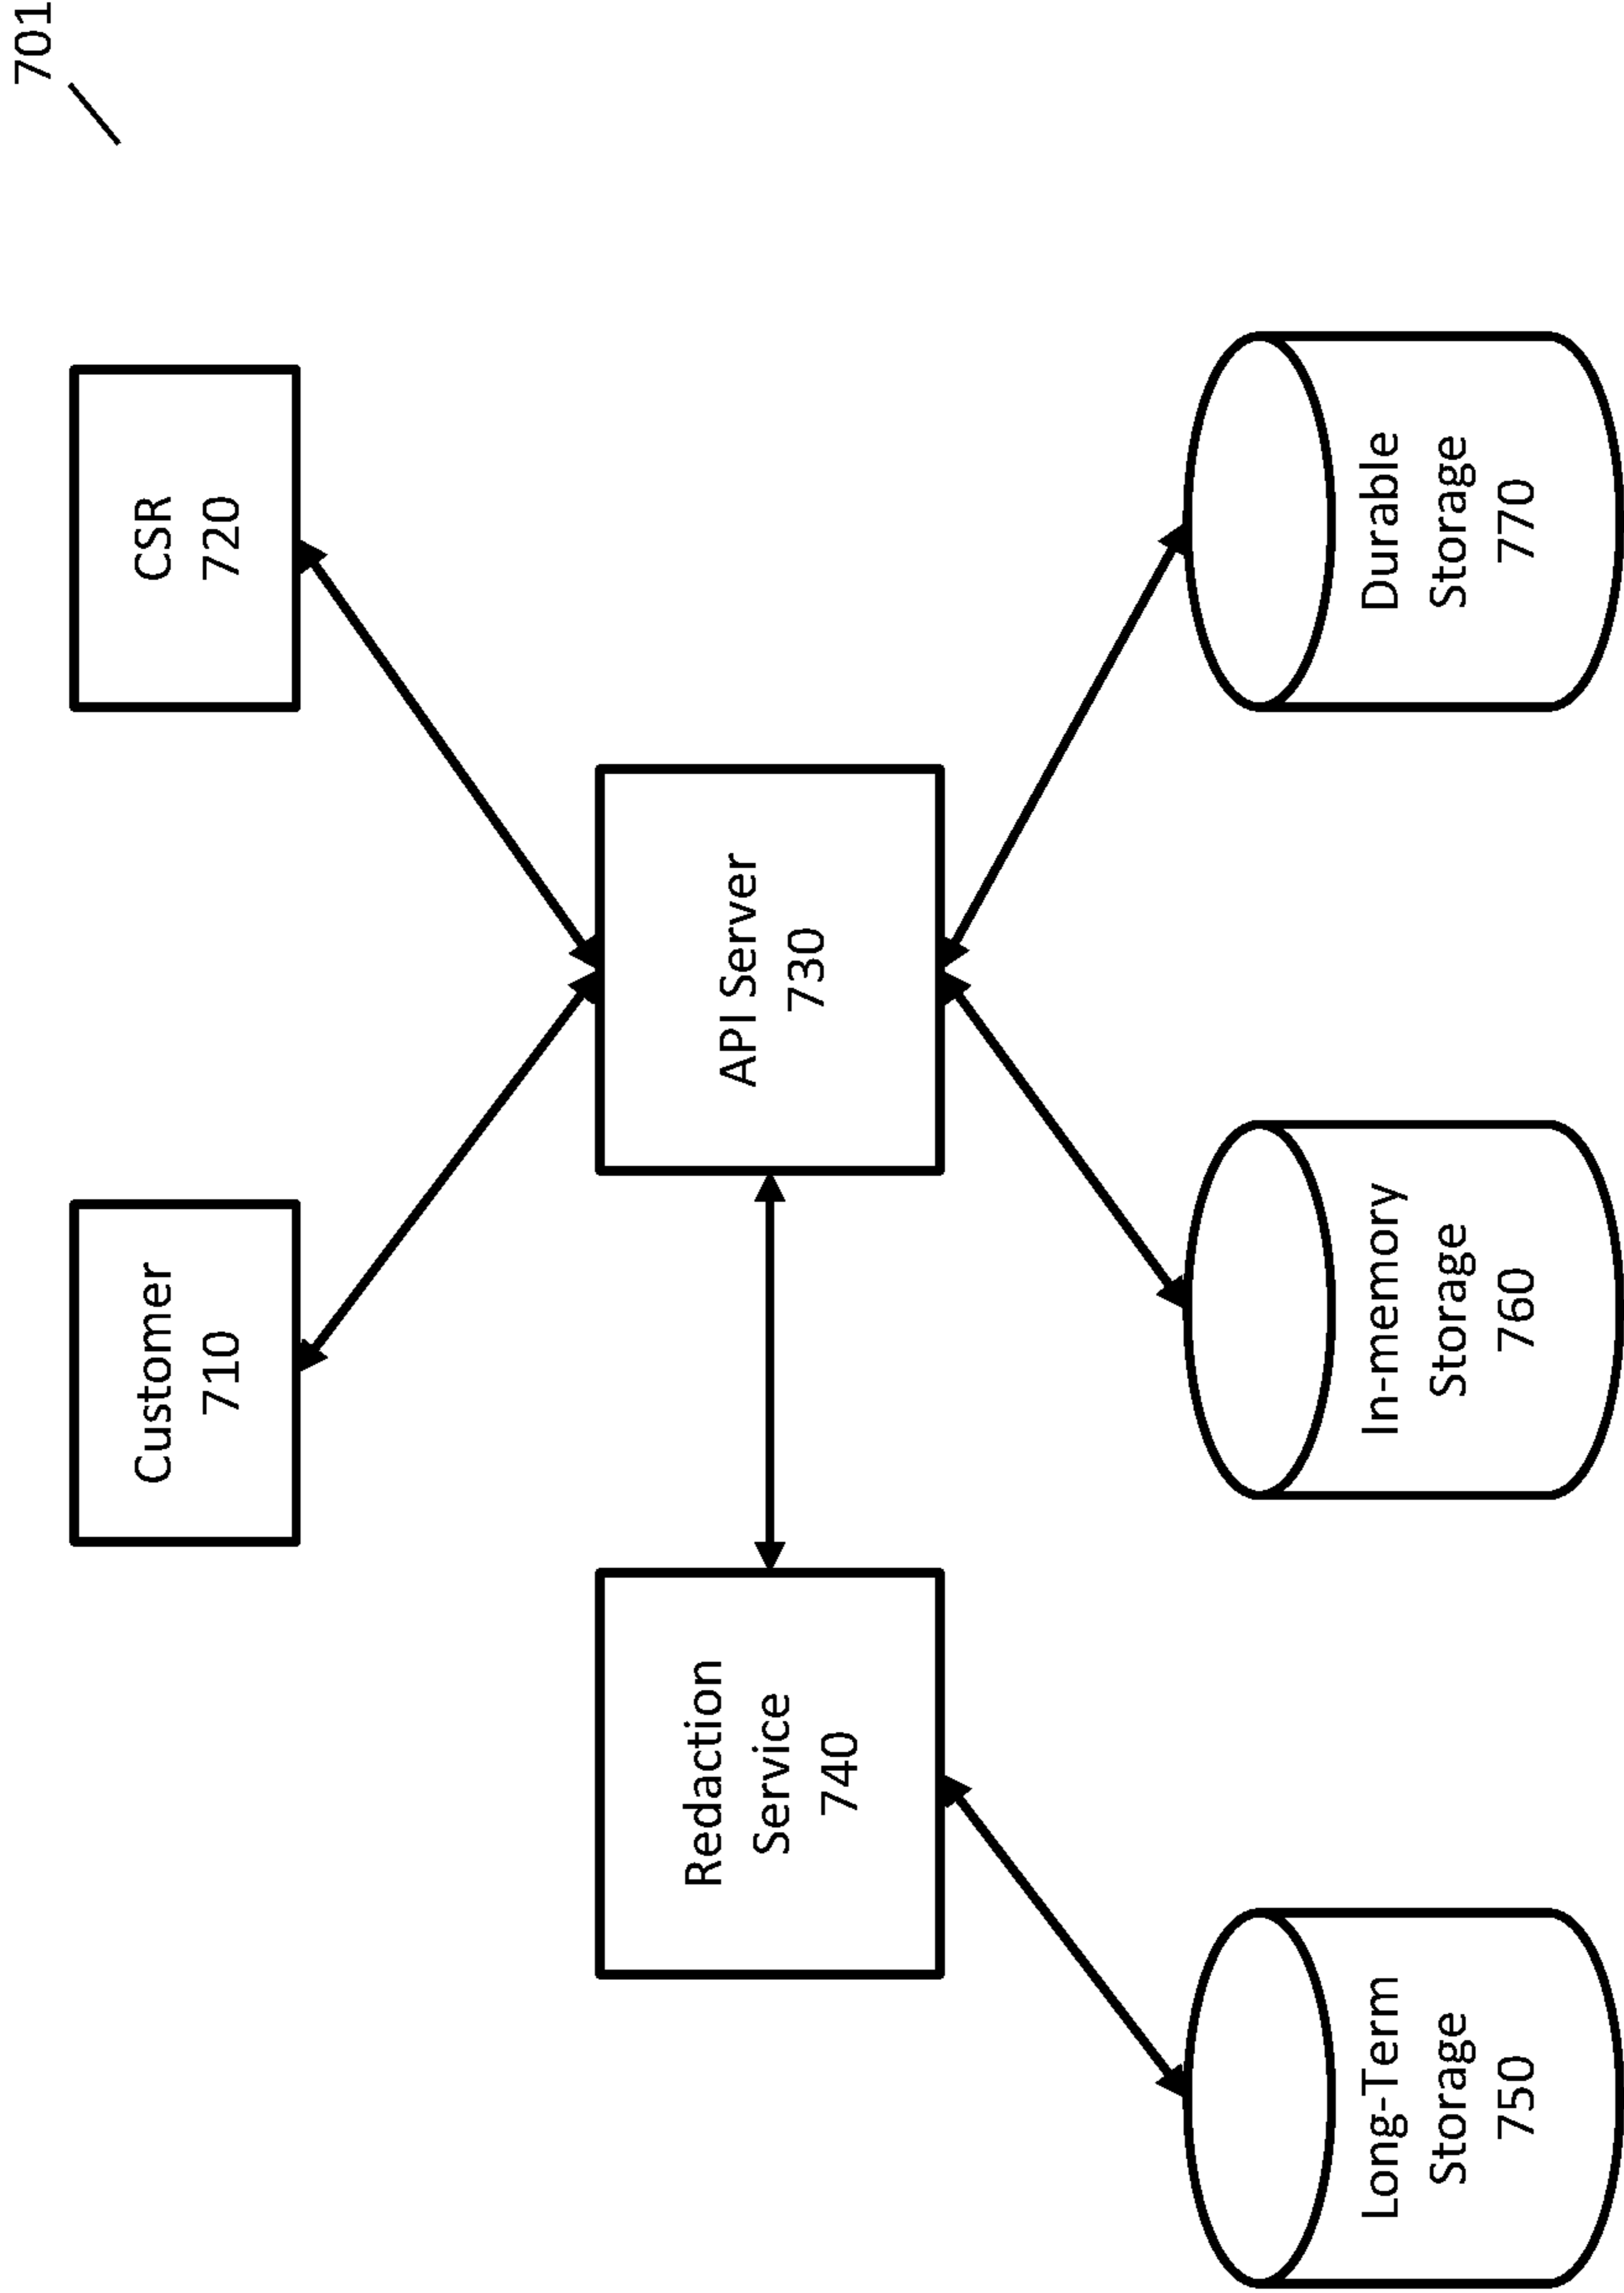 701
Customer
710
CSR
720
Redaction
Service
740
API Server
730
Long-Term
Storage
750
In-memory
Storage
760
Durable
Storage
770